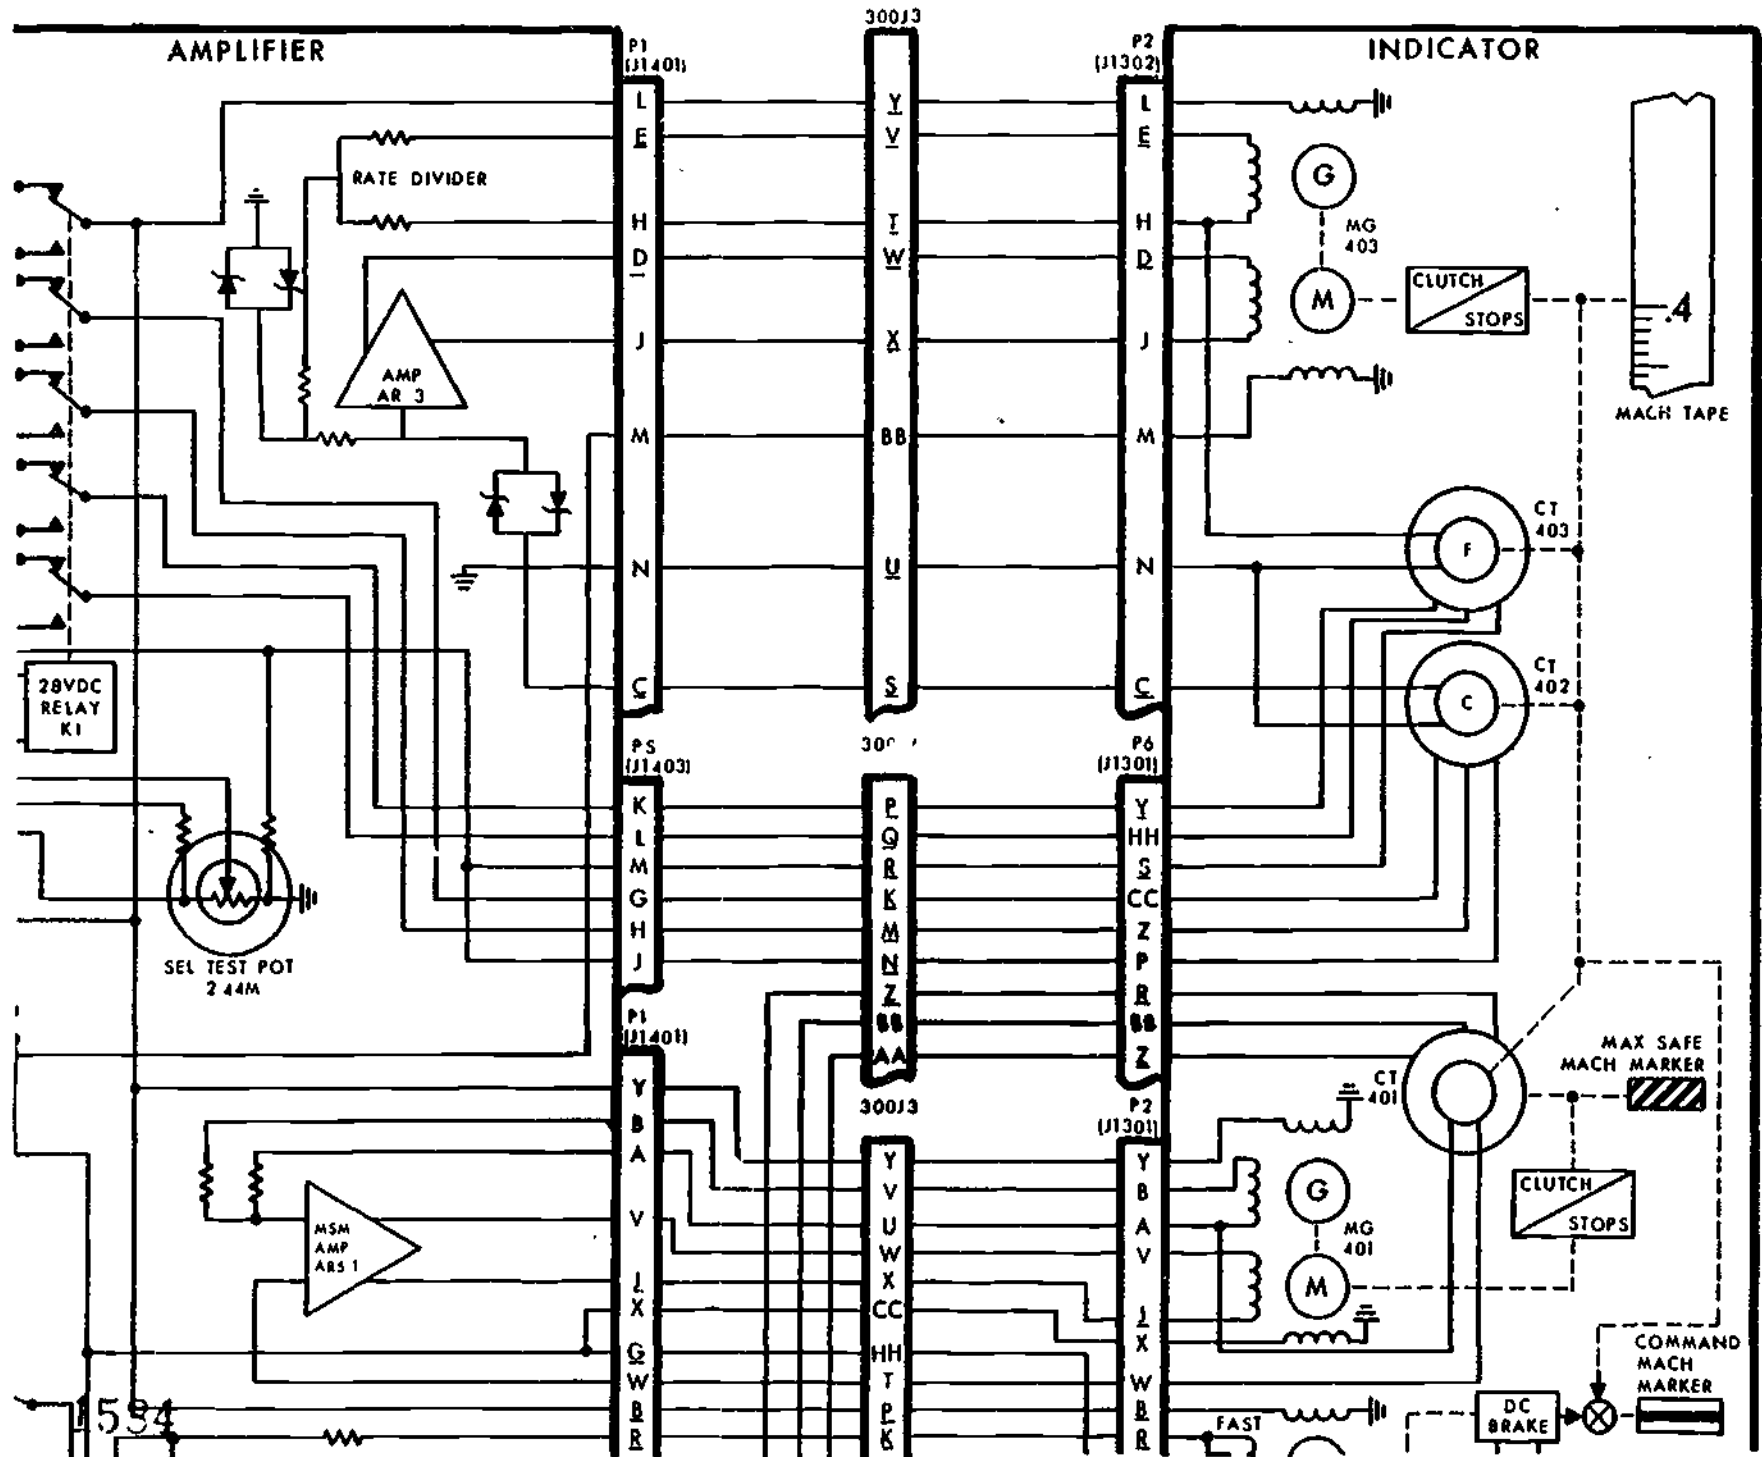 AMPLIFIER
P1
(J1401)
300J3
P2
(J1302)
INDICATOR
L
Y
L
E
V
E
RATE DIVIDER
G
H
T
H
MG
403
D
W
D
CLUTCH
STOPS
M
.4
J
X
J
AMP
AR 3
MACH TAPE
M
BB
M
CT
403
F
N
U
N
CT
402
28VDC
RELAY
K1
C
S
C
C
P5
(J1403)
P6
(J1301)
K
P
Y
L
Q
HH
M
R
S
G
K
CC
H
M
Z
SEL TEST POT
2 44M
J
N
P
Z
R
P1
(J1401)
BB
BB
AA
Z
MAX SAFE
MACH MARKER
CT
401
300J3
P2
(J1301)
Y
B
A
Y
Y
V
B
G
CLUTCH
STOPS
MSM
AMP
AR5 1
V
U
A
MG
401
W
V
J
X
M
X
CC
J
X
G
HH
COMMAND
MACH
MARKER
W
T
W
B
P
B
DC
BRAKE
1534
FAST
R
K
R